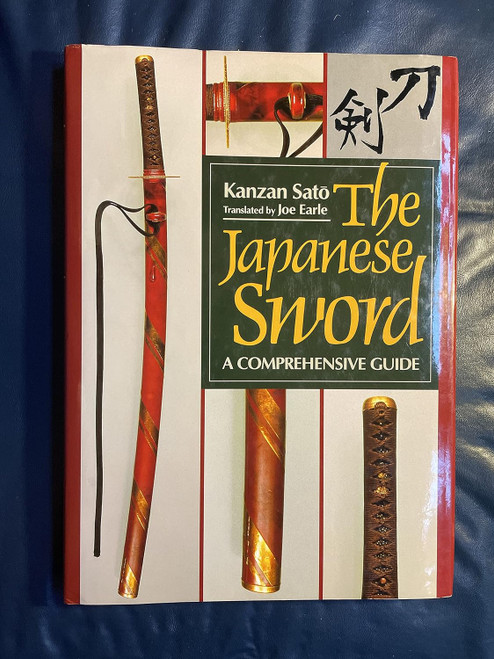 刀剣
Kanzan Satō
Translated by Joe Earle
The
Japanese
Sword
A COMPREHENSIVE GUIDE